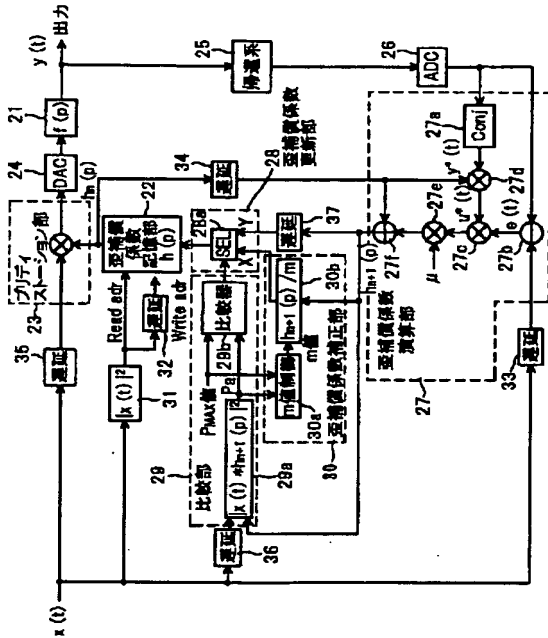 x (t)
35
遅延
23
プリディ
ストーション部
24
DAC
21
f (p)
y (t)
出力
hn (p)
|x (t) |²
31
Read adr
遅延
32
Write adr
22
歪補償
係数
記憶部
h (p)
34
遅延
25
帰還系
28
歪補償係数
更新部
28a
SEL
X
Y
29
比較部
PMAX値
Pa
29b
比較器
|x (t) *hn+1 (p) |²
29a
遅延
36
m値制御
30a
m値
hn+1 (p) /m
30b
歪補償係数補正部
37
遅延
hn+1 (p)
26
ADC
27a
Conj
y* (t)
27d
u* (t)
27e
27c
27f
μ
e (t)
27b
歪補償係数
演算部
27
遅延
33